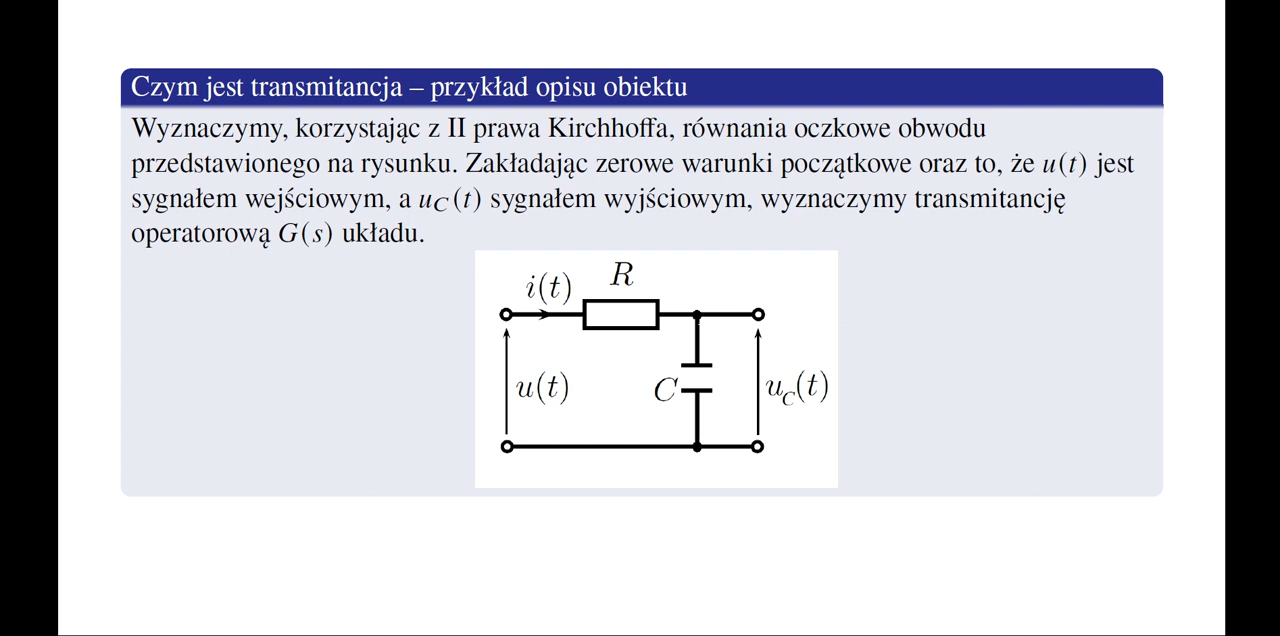 Czym jest transmitancja – przykład opisu obiektu
Wyznaczymy, korzystając z II prawa Kirchhoffa, równania oczkowe obwodu
przedstawionego na rysunku. Zakładając zerowe warunki początkowe oraz to, że u(t) jest
sygnałem wejściowym, a u_C(t) sygnałem wyjściowym, wyznaczymy transmitancję
operatorową G(s) układu.
i(t) R
u(t) C u_C(t)